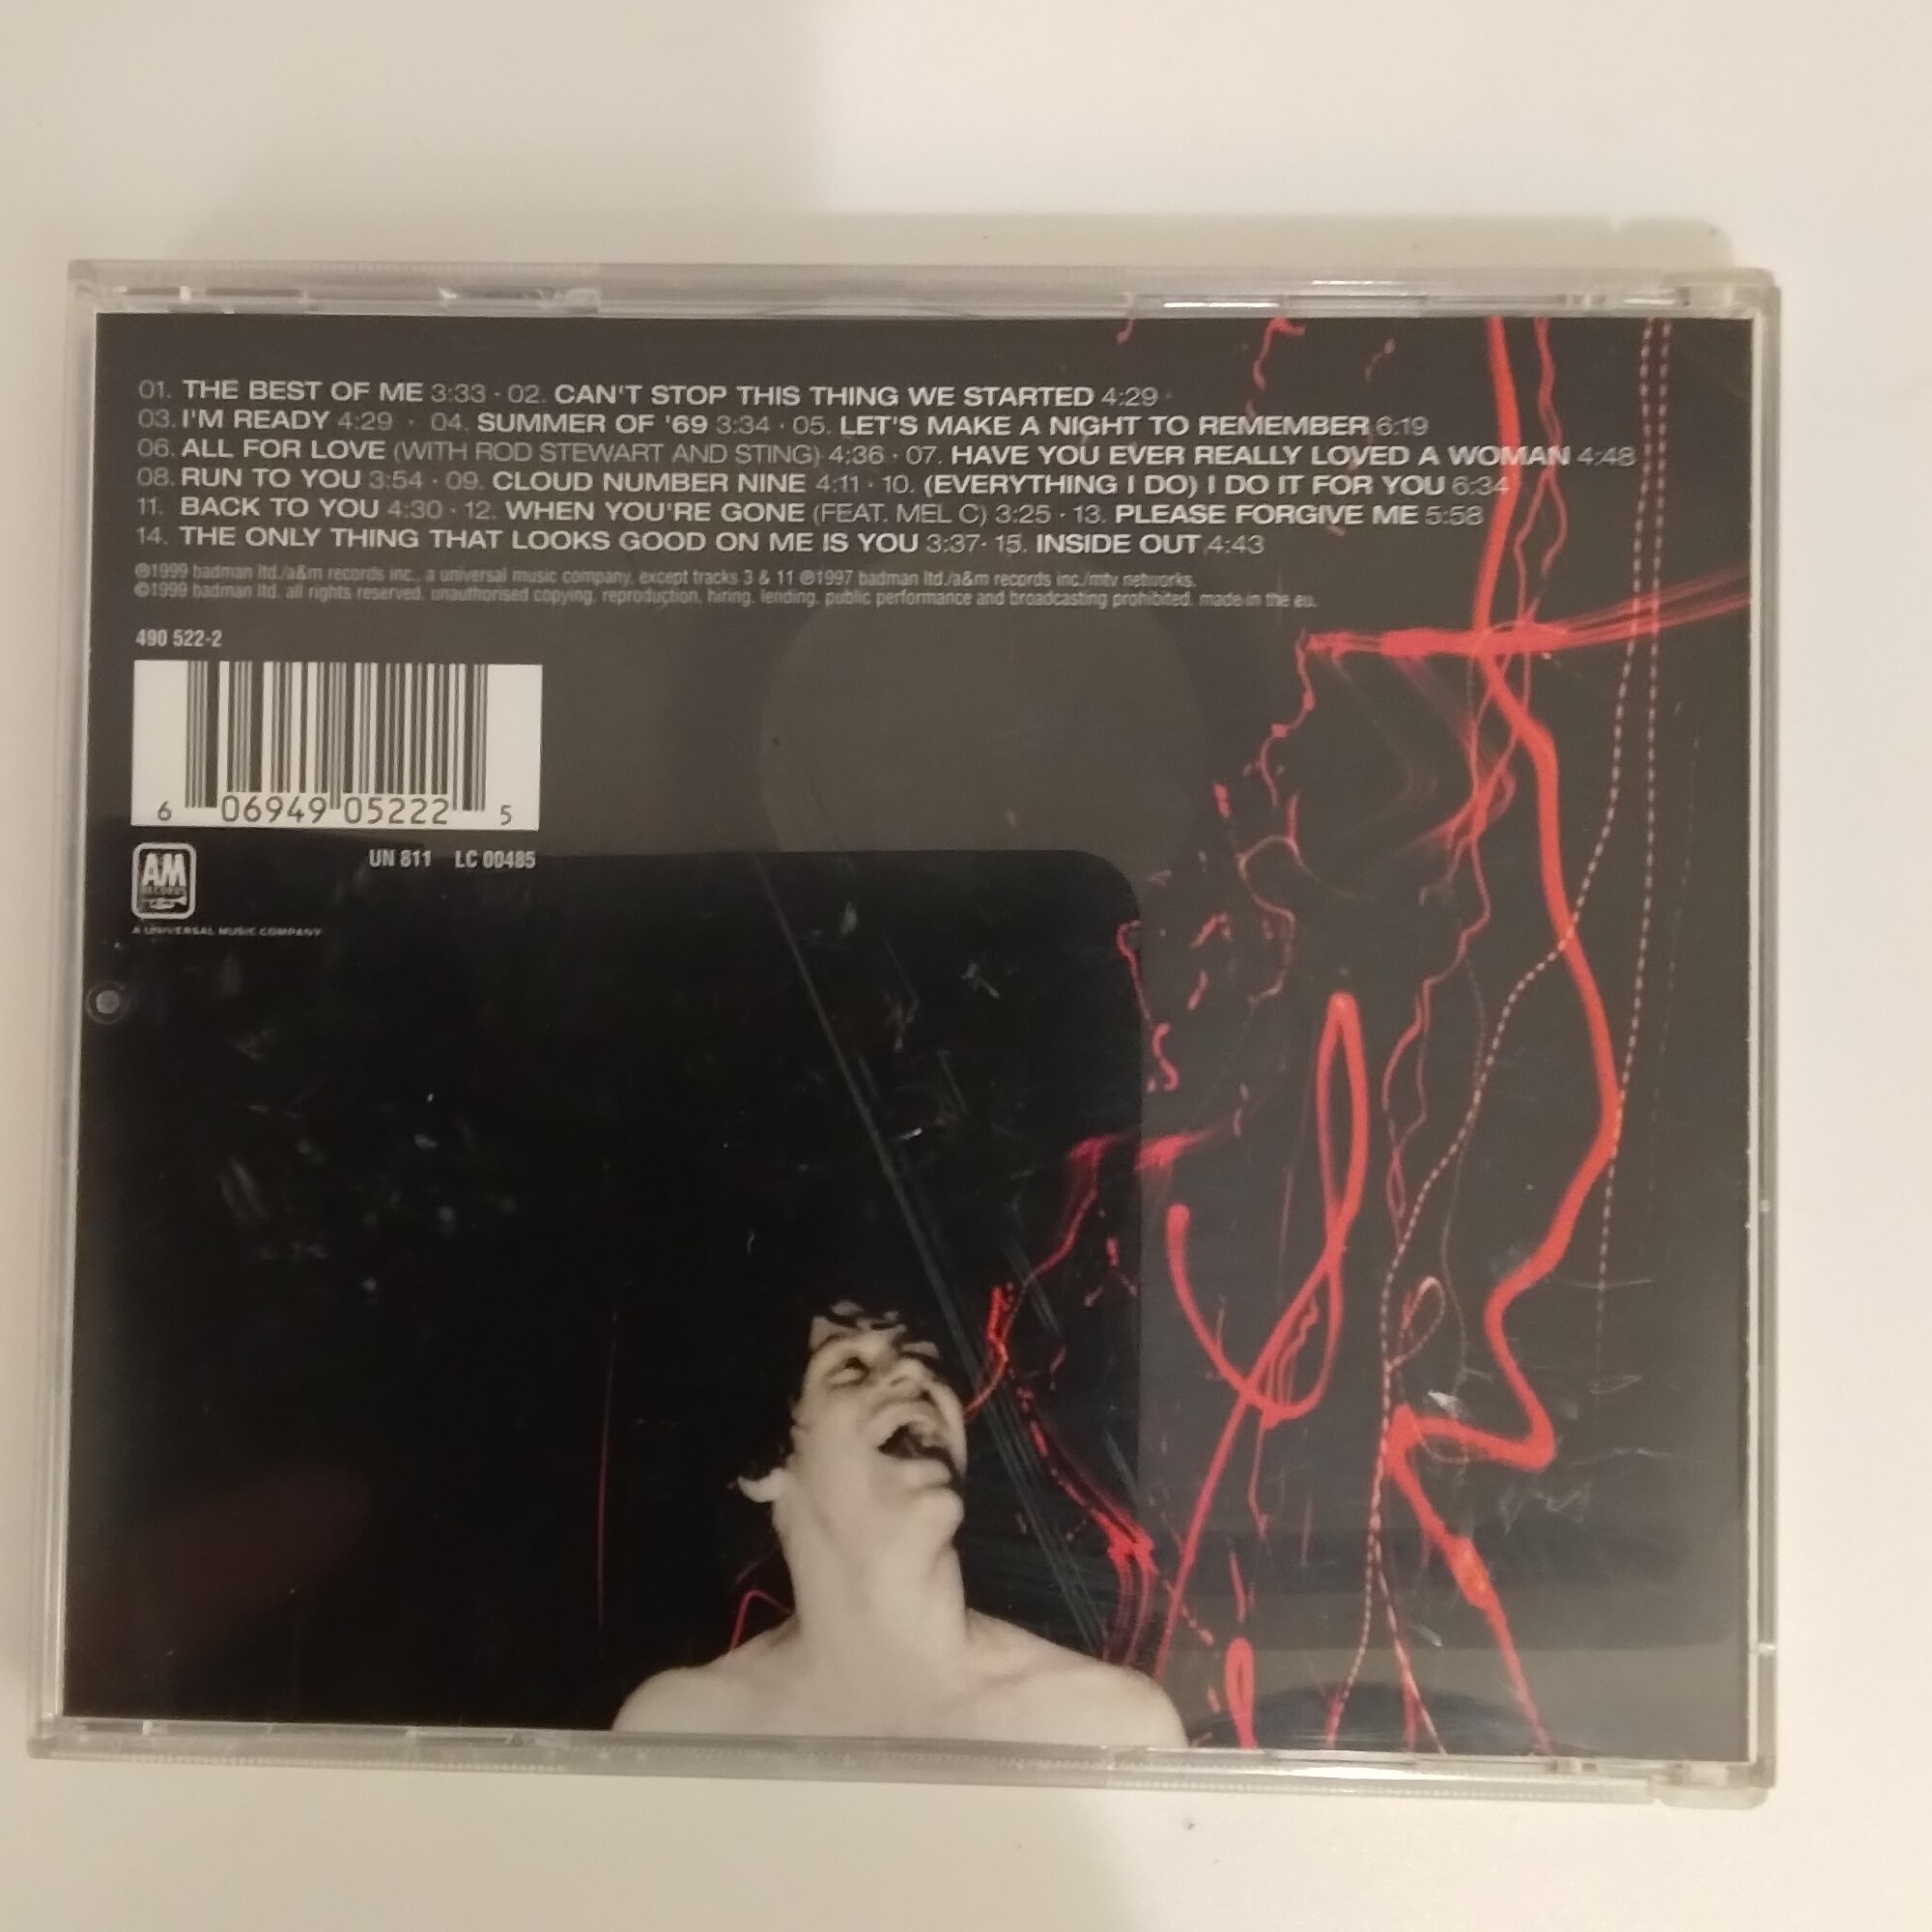 01. THE BEST OF ME 3:33 · 02. CAN'T STOP THIS THING WE STARTED 4:29 ·
03. I'M READY 4:29 · 04. SUMMER OF '69 3:34 · 05. LET'S MAKE A NIGHT TO REMEMBER 6:19
06. ALL FOR LOVE (WITH ROD STEWART AND STING) 4:36 · 07. HAVE YOU EVER REALLY LOVED A WOMAN 4:48
08. RUN TO YOU 3:54 · 09. CLOUD NUMBER NINE 4:11 · 10. (EVERYTHING I DO) I DO IT FOR YOU 6:34
11. BACK TO YOU 4:30 · 12. WHEN YOU'RE GONE (FEAT. MEL C) 3:25 · 13. PLEASE FORGIVE ME 5:58
14. THE ONLY THING THAT LOOKS GOOD ON ME IS YOU 3:37· 15. INSIDE OUT 4:43
℗1999 badman ltd./a&m records inc., a universal music company, except tracks 3 & 11 ℗1997 badman ltd./a&m records inc./mtv networks.
©1999 badman ltd. all rights reserved. unauthorised copying, reproduction, hiring, lending, public performance and broadcasting prohibited. made in the eu.
490 522-2
6 06949 05222 5
UN 811 LC 00485
A&M
RECORDS
A UNIVERSAL MUSIC COMPANY